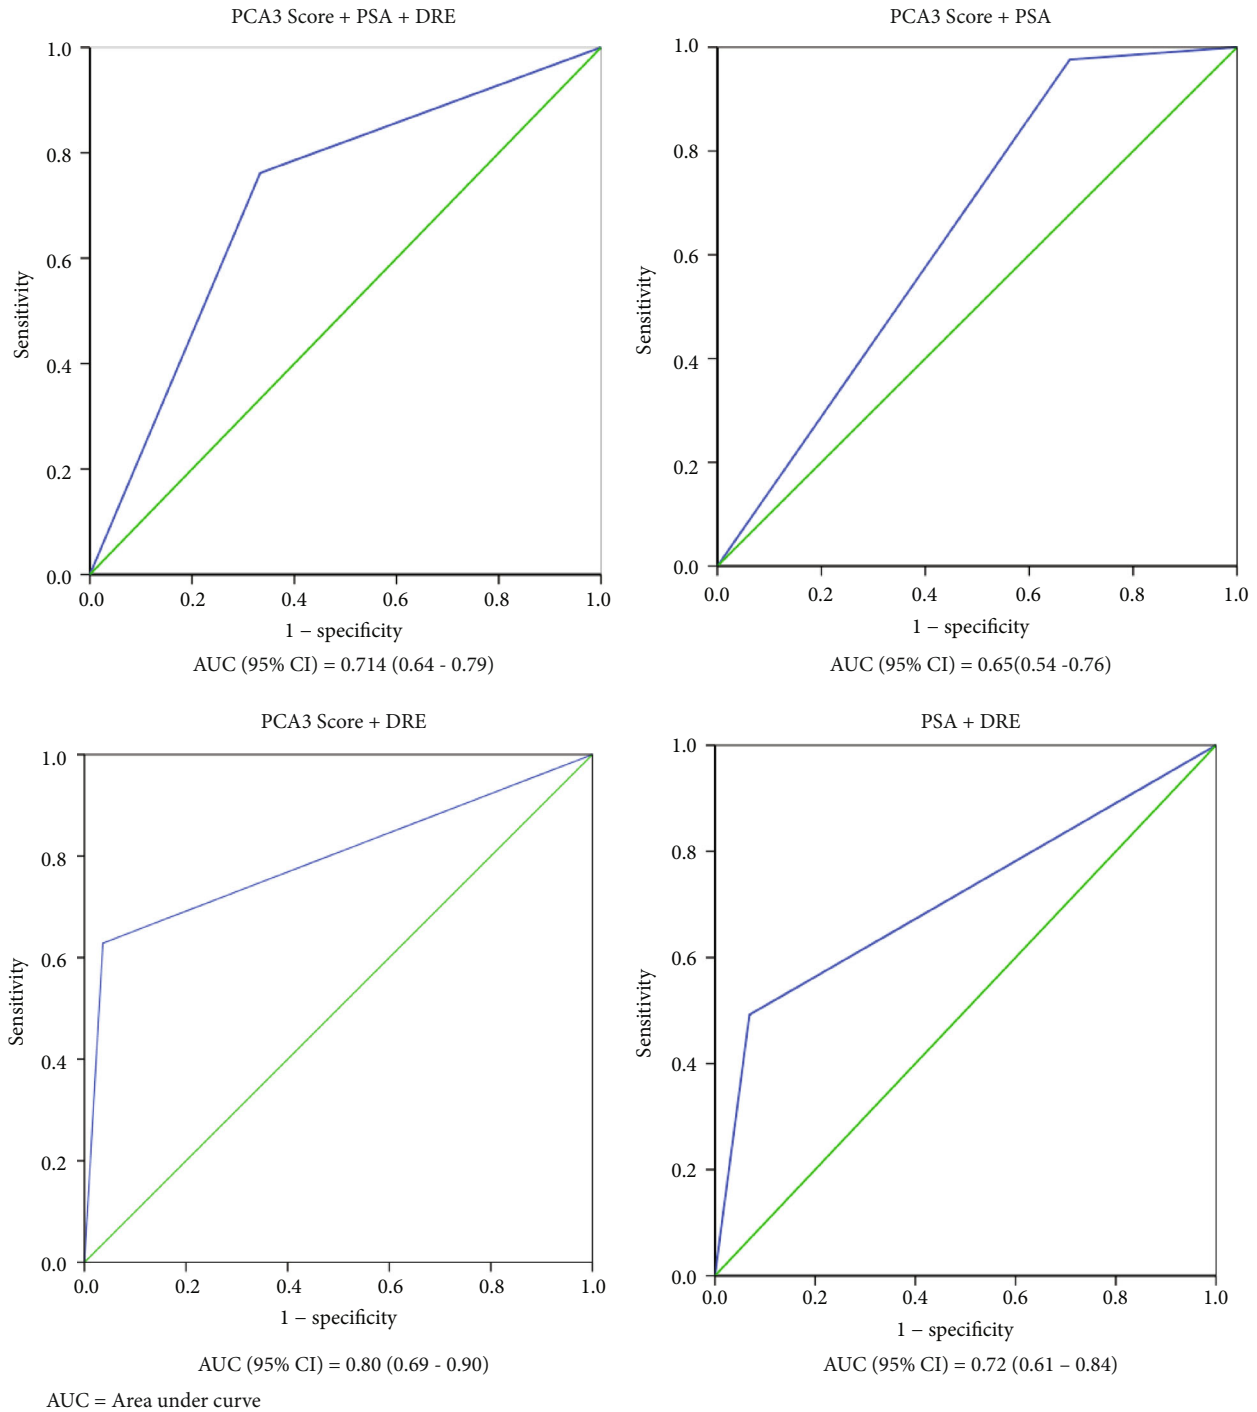 PCA3 Score + PSA + DRE
1.0
0.8
0.6
0.4
0.2
0.0
Sensitivity
0.0 0.2 0.4 0.6 0.8 1.0
1 – specificity
AUC (95% CI) = 0.714 (0.64 - 0.79)
PCA3 Score + PSA
1.0
0.8
0.6
0.4
0.2
0.0
Sensitivity
0.0 0.2 0.4 0.6 0.8 1.0
1 – specificity
AUC (95% CI) = 0.65(0.54 -0.76)
PCA3 Score + DRE
1.0
0.8
0.6
0.4
0.2
0.0
Sensitivity
0.0 0.2 0.4 0.6 0.8 1.0
1 – specificity
AUC (95% CI) = 0.80 (0.69 - 0.90)
PSA + DRE
1.0
0.8
0.6
0.4
0.2
0.0
Sensitivity
0.0 0.2 0.4 0.6 0.8 1.0
1 – specificity
AUC (95% CI) = 0.72 (0.61 – 0.84)
AUC = Area under curve